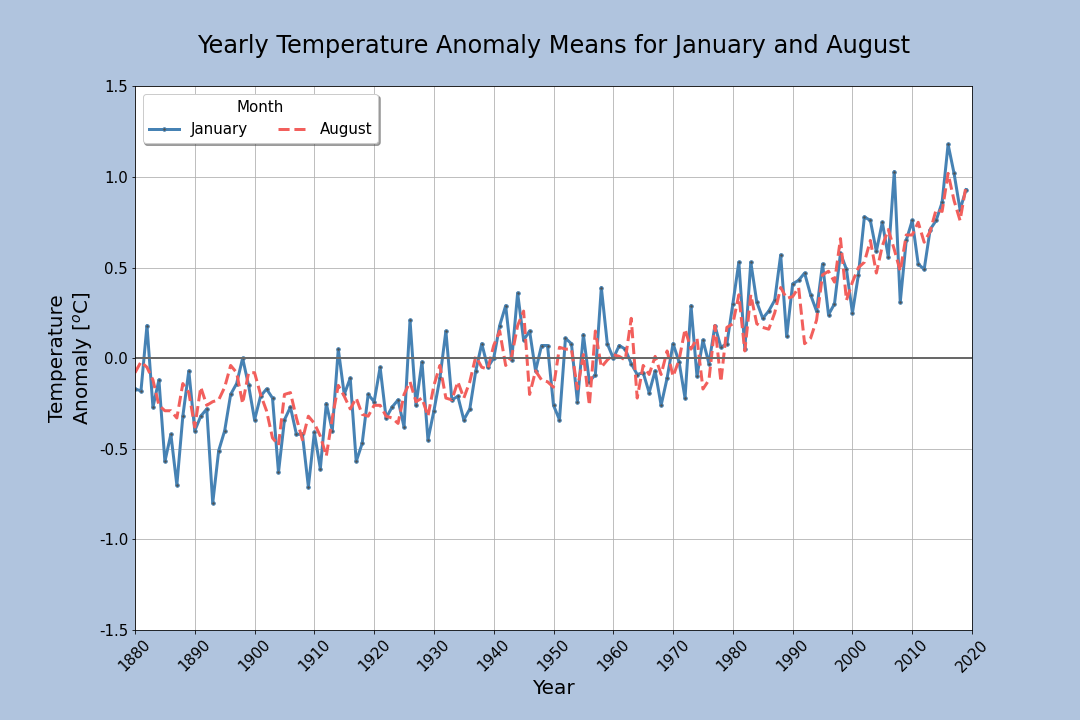 Yearly Temperature Anomaly Means for January and August
Month
January August
1.5
1.0
0.5
0.0
-0.5
-1.0
-1.5
Temperature
Anomaly [°C]
1880 1890 1900 1910 1920 1930 1940 1950 1960 1970 1980 1990 2000 2010 2020
Year